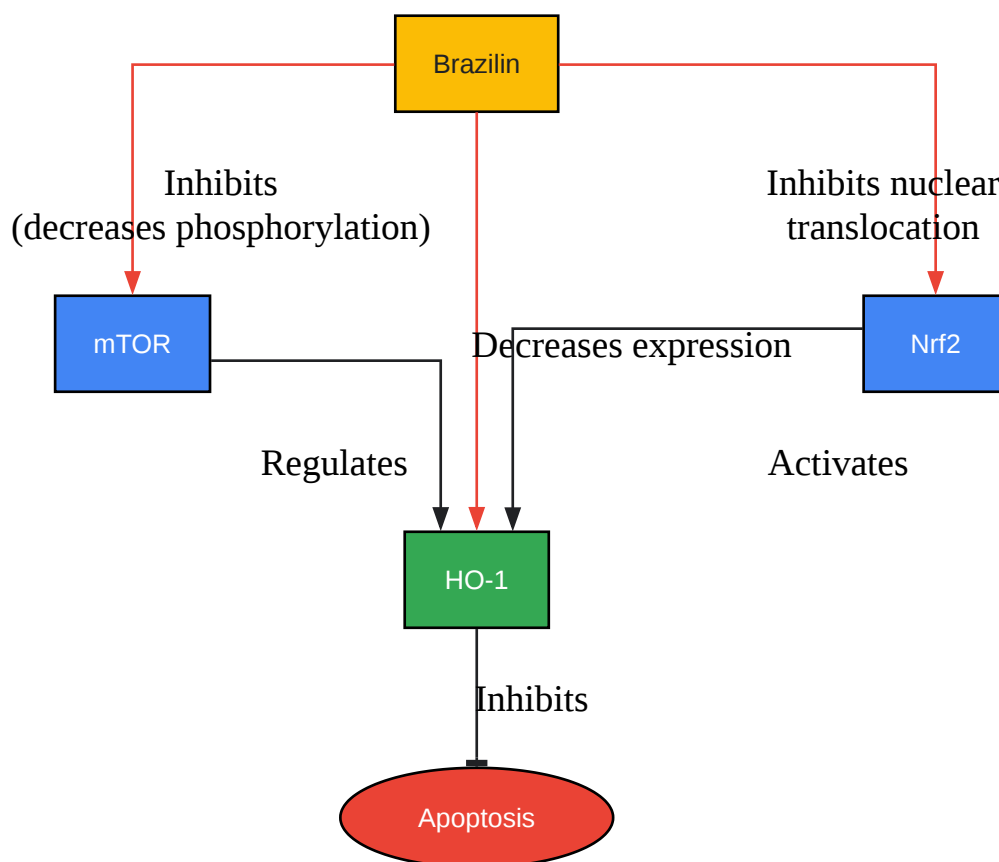 Brazilin
Inhibits
(decreases phosphorylation)
Inhibits nuclear
translocation
mTOR
Decreases expression
Nrf2
Regulates
Activates
HO-1
Inhibits
Apoptosis